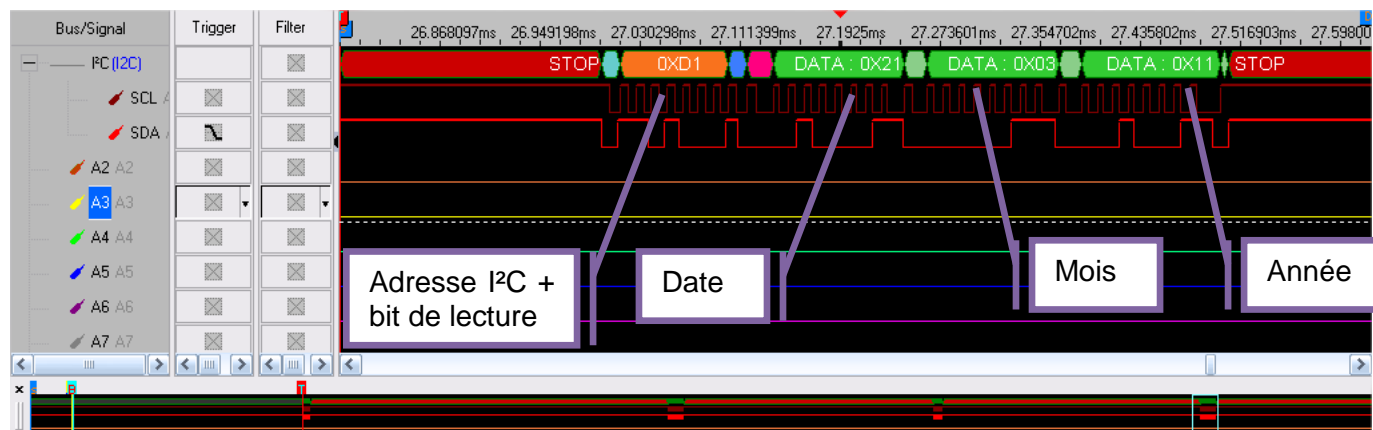 Bus/Signal Trigger Filter
26.868097ms 26.949198ms 27.030298ms 27.111399ms 27.1925ms 27.273601ms 27.354702ms 27.435802ms 27.516903ms 27.59800
I²C (I2C) STOP 0XD1 DATA : 0X21 DATA : 0X03 DATA : 0X11 STOP
SCL
SDA
A2 A2
A3 A3
A4 A4
A5 A5
A6 A6
A7 A7
Adresse I²C +
bit de lecture
Date
Mois
Année
B
T